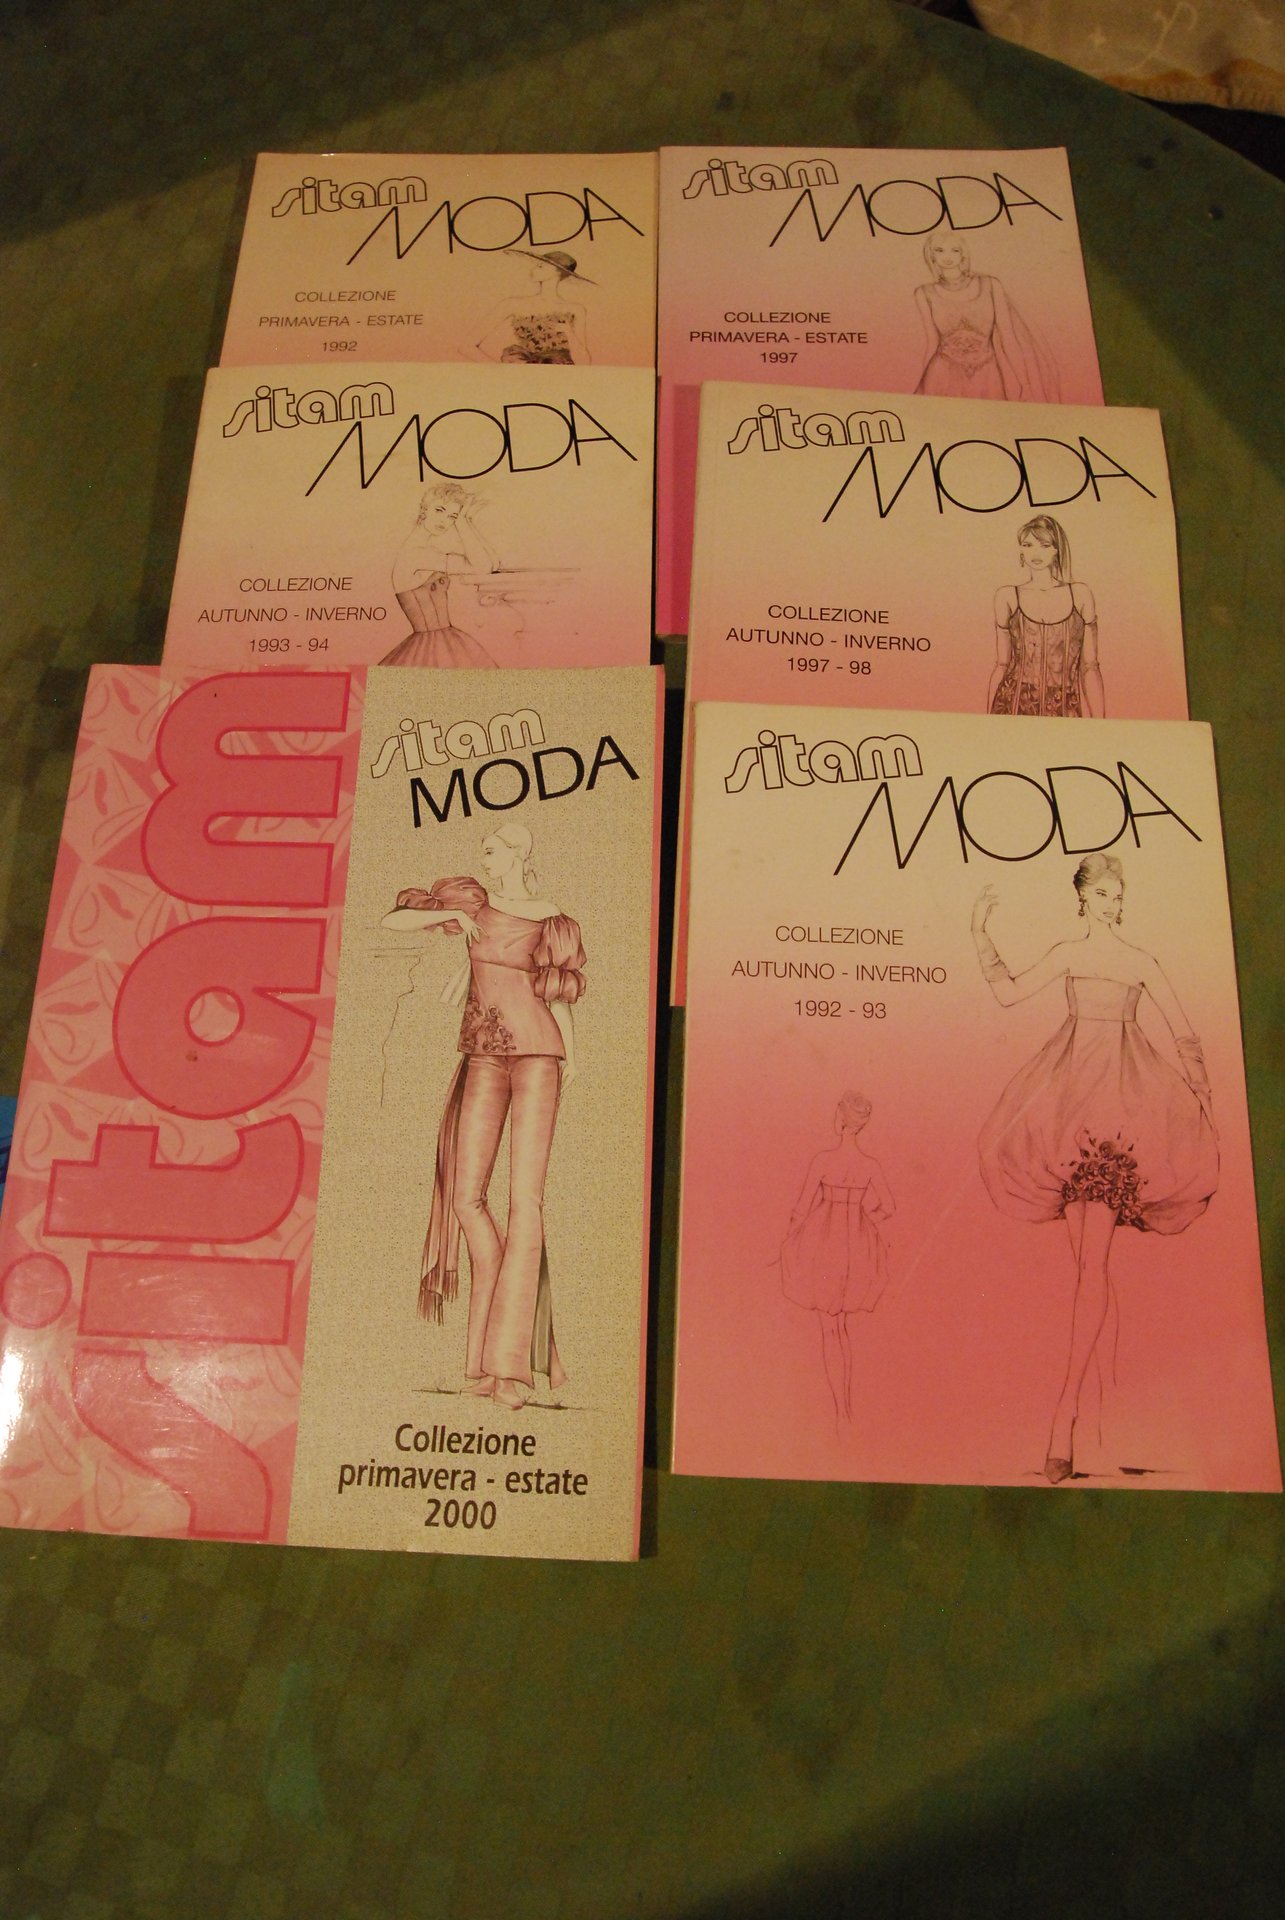 sitam
MODA
COLLEZIONE
PRIMAVERA - ESTATE
1992
sitam
MODA
COLLEZIONE
PRIMAVERA - ESTATE
1997
sitam
MODA
COLLEZIONE
AUTUNNO - INVERNO
1993 - 94
sitam
MODA
COLLEZIONE
AUTUNNO - INVERNO
1997 - 98
sitam
sitam
MODA
Collezione
primavera - estate
2000
sitam
MODA
COLLEZIONE
AUTUNNO - INVERNO
1992 - 93